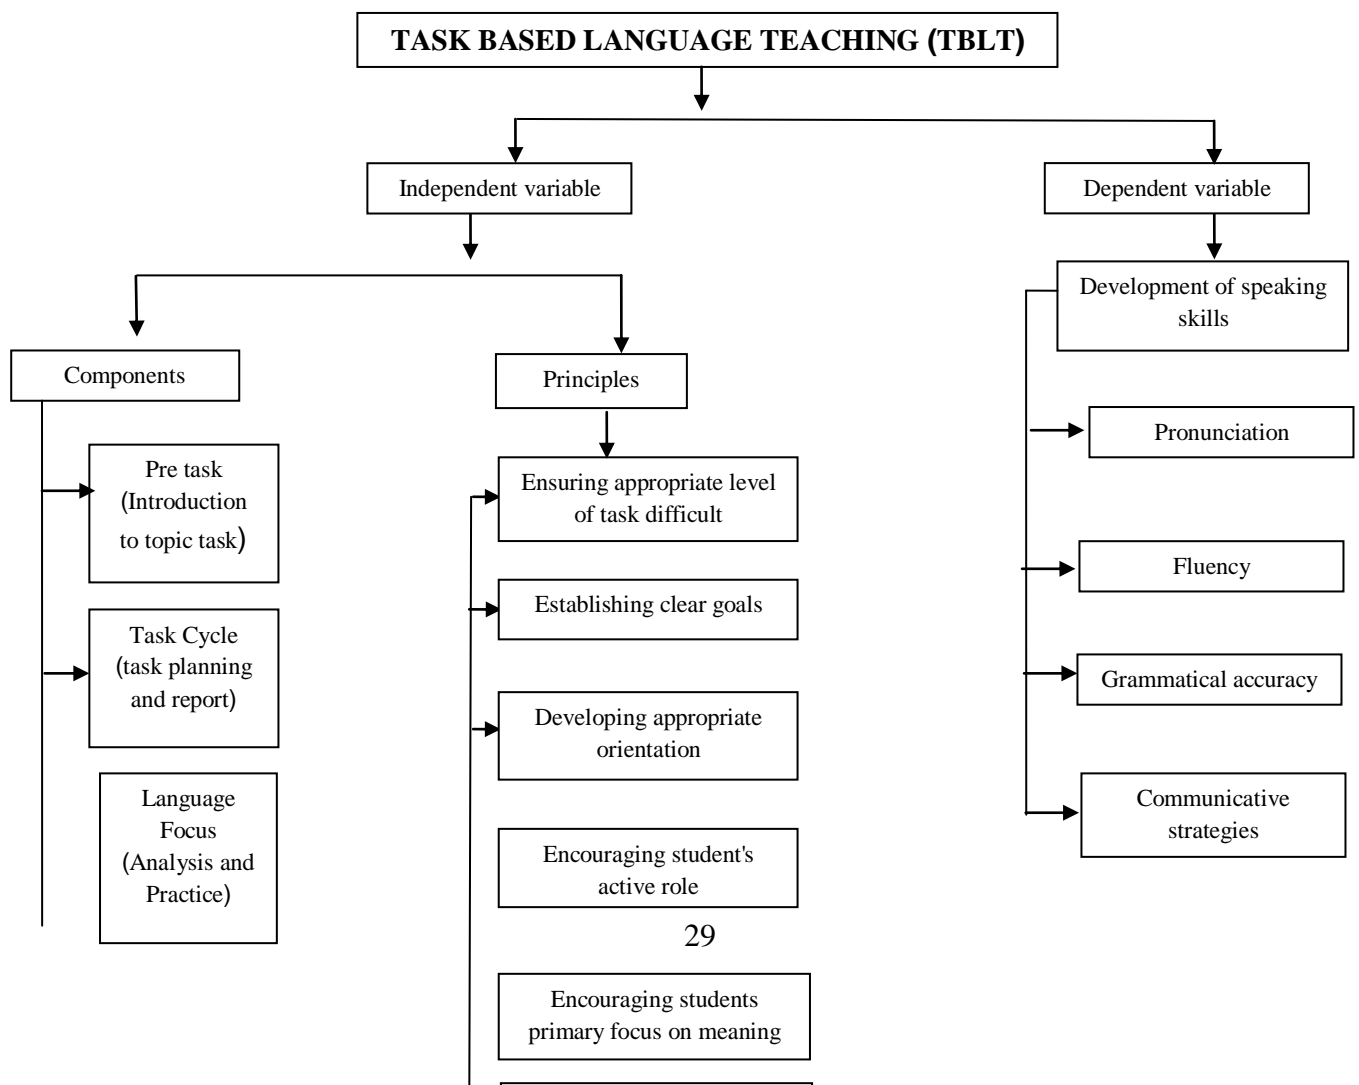 TASK BASED LANGUAGE TEACHING (TBLT)
Independent variable
Dependent variable
Components
Principles
Development of speaking
skills
Pre task
(Introduction
to topic task)
Task Cycle
(task planning
and report)
Language
Focus
(Analysis and
Practice)
Ensuring appropriate level
of task difficult
Establishing clear goals
Developing appropriate
orientation
Encouraging student's
active role
29
Encouraging students
primary focus on meaning
Pronunciation
Fluency
Grammatical accuracy
Communicative
strategies